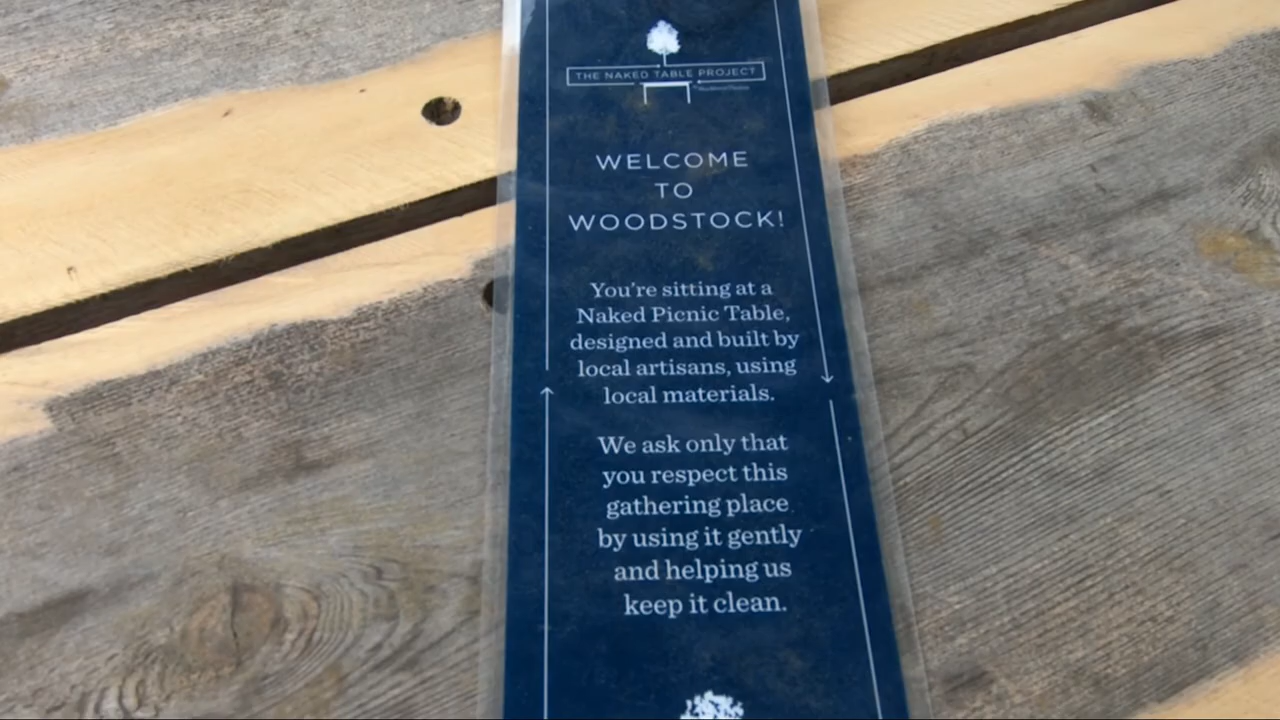 THE NAKED TABLE PROJECT
WELCOME
TO
WOODSTOCK!
You're sitting at a
Naked Picnic Table,
designed and built by
local artisans, using
local materials.
We ask only that
you respect this
gathering place
by using it gently
and helping us
keep it clean.